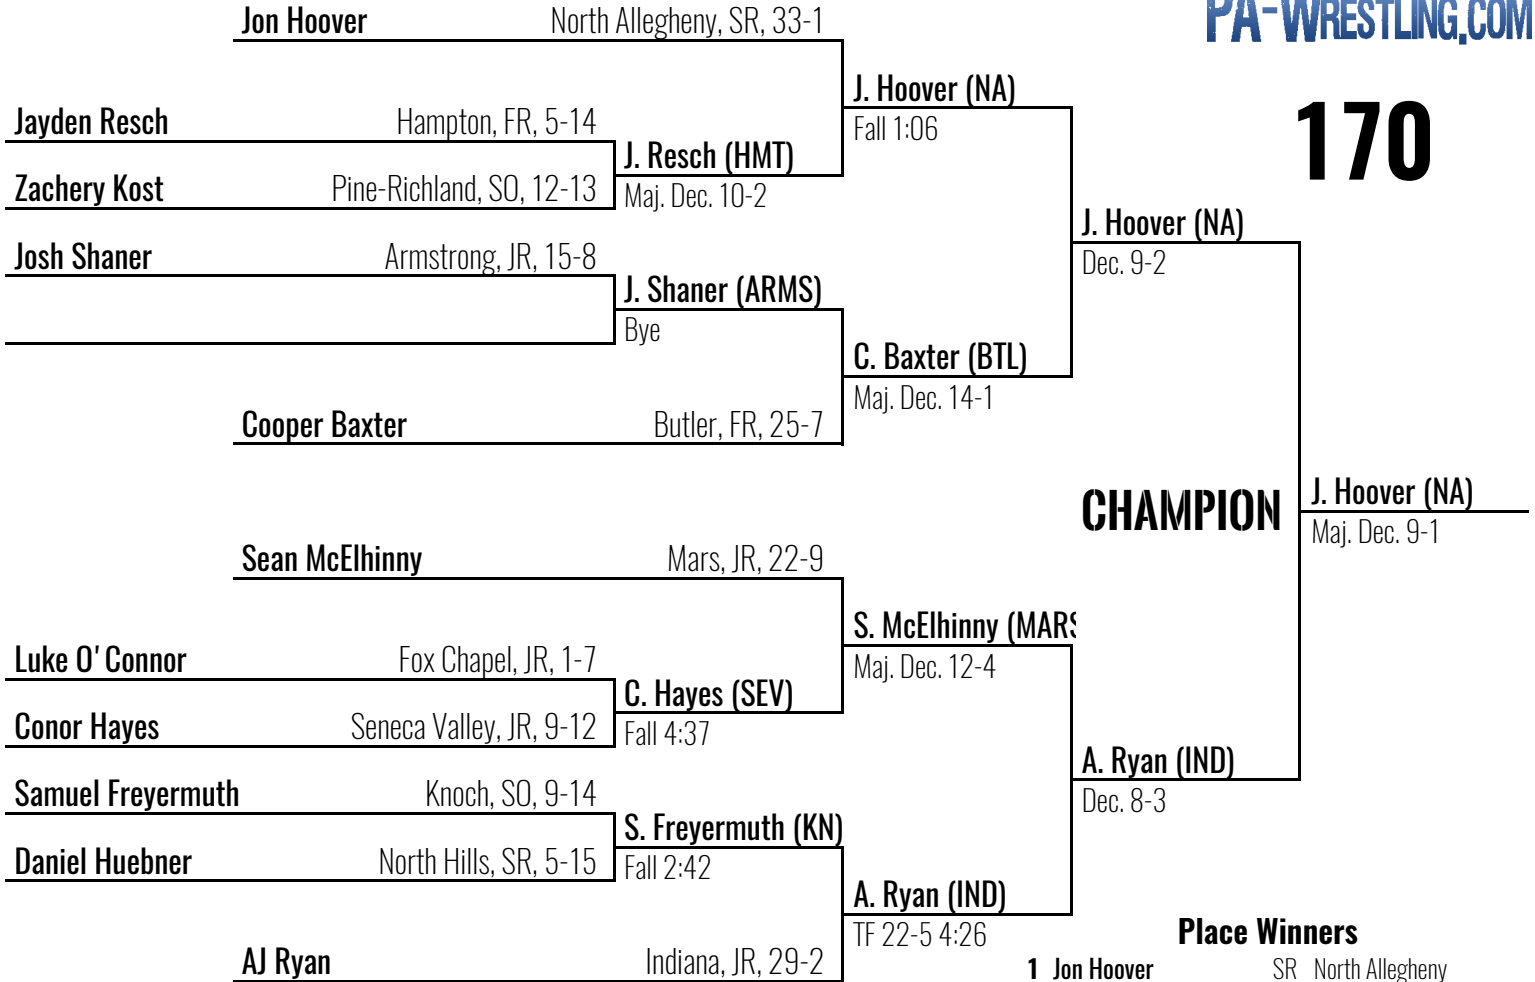 PA-WRESTLING.COM
170
Jon Hoover North Allegheny, SR, 33-1
Jayden Resch Hampton, FR, 5-14
Zachery Kost Pine-Richland, SO, 12-13
Josh Shaner Armstrong, JR, 15-8
Cooper Baxter Butler, FR, 25-7
Sean McElhinny Mars, JR, 22-9
Luke O'Connor Fox Chapel, JR, 1-7
Conor Hayes Seneca Valley, JR, 9-12
Samuel Freyermuth Knoch, SO, 9-14
Daniel Huebner North Hills, SR, 5-15
AJ Ryan Indiana, JR, 29-2
J. Resch (HMT)
Maj. Dec. 10-2
J. Shaner (ARMS)
Bye
C. Hayes (SEV)
Fall 4:37
S. Freyermuth (KN)
Fall 2:42
J. Hoover (NA)
Fall 1:06
C. Baxter (BTL)
Maj. Dec. 14-1
S. McElhinny (MARS
Maj. Dec. 12-4
A. Ryan (IND)
TF 22-5 4:26
J. Hoover (NA)
Dec. 9-2
A. Ryan (IND)
Dec. 8-3
CHAMPION
J. Hoover (NA)
Maj. Dec. 9-1
Place Winners
1 Jon Hoover SR North Allegheny